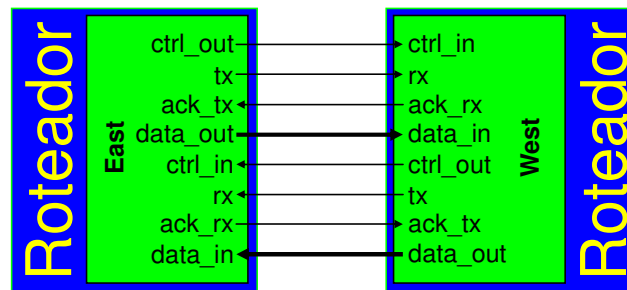 Roteador
East
ctrl_out
tx
ack_tx
data_out
ctrl_in
rx
ack_rx
data_in
ctrl_in
rx
ack_rx
data_in
ctrl_out
tx
ack_tx
data_out
West
Roteador